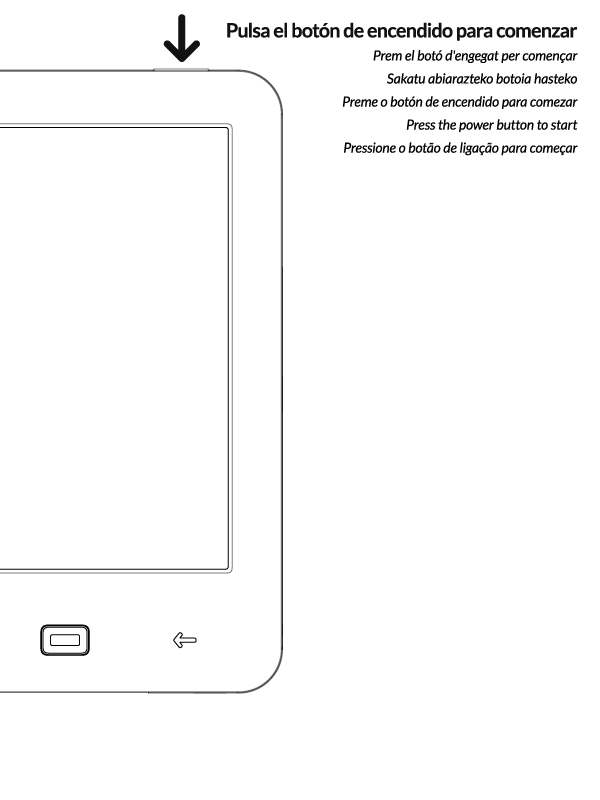 Pulsa el botón de encendido para comenzar
Prem el botó d'engegat per començar
Sakatu abiarazteko botoia hasteko
Preme o botón de encendido para comezar
Press the power button to start
Pressione o botão de ligação para começar